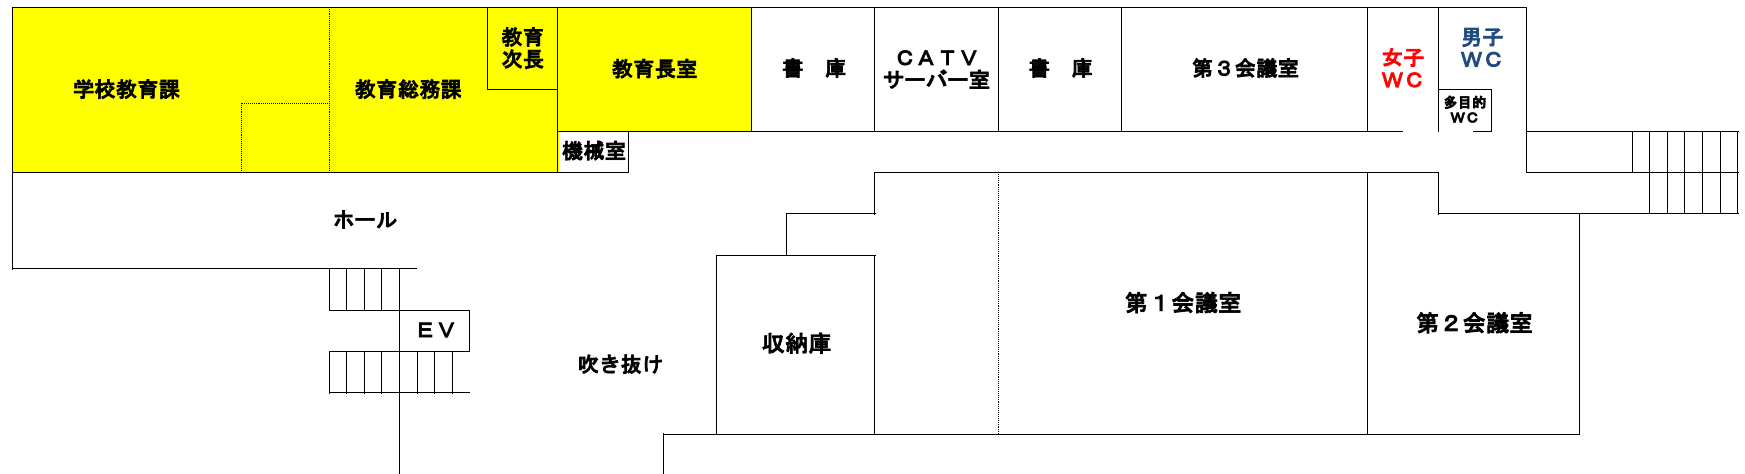 学校教育課
教育総務課
教育
次長
教育長室
書　庫
ＣＡＴＶ
サーバー室
書　庫
第３会議室
女子
ＷＣ
男子
ＷＣ
多目的
ＷＣ
機械室
ホール
ＥＶ
吹き抜け
収納庫
第１会議室
第２会議室